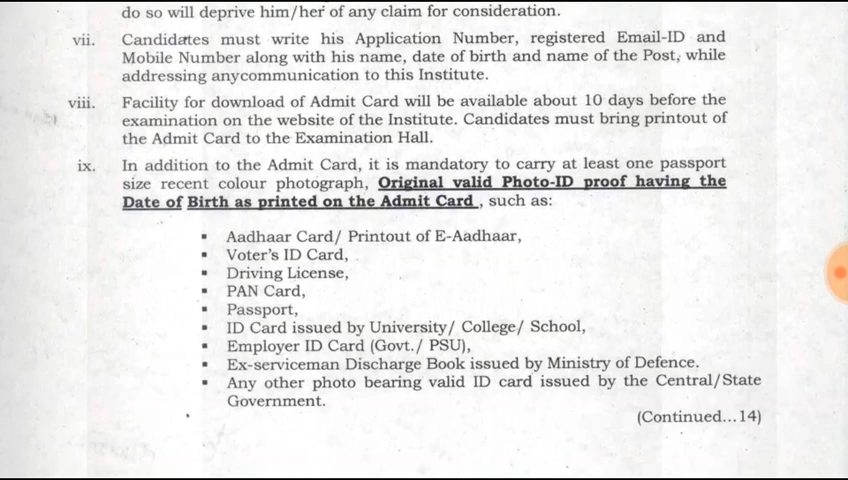 do so will deprive him/her of any claim for consideration.
vii. Candidates must write his Application Number, registered Email-ID and
Mobile Number along with his name, date of birth and name of the Post, while
addressing anycommunication to this Institute.
viii. Facility for download of Admit Card will be available about 10 days before the
examination on the website of the Institute. Candidates must bring printout of
the Admit Card to the Examination Hall.
ix. In addition to the Admit Card, it is mandatory to carry at least one passport
size recent colour photograph, Original valid Photo-ID proof having the
Date of Birth as printed on the Admit Card , such as:
▪ Aadhaar Card/ Printout of E-Aadhaar,
▪ Voter's ID Card,
▪ Driving License,
▪ PAN Card,
▪ Passport,
▪ ID Card issued by University/ College/ School,
▪ Employer ID Card (Govt./ PSU),
▪ Ex-serviceman Discharge Book issued by Ministry of Defence.
▪ Any other photo bearing valid ID card issued by the Central/State
Government.
(Continued...14)